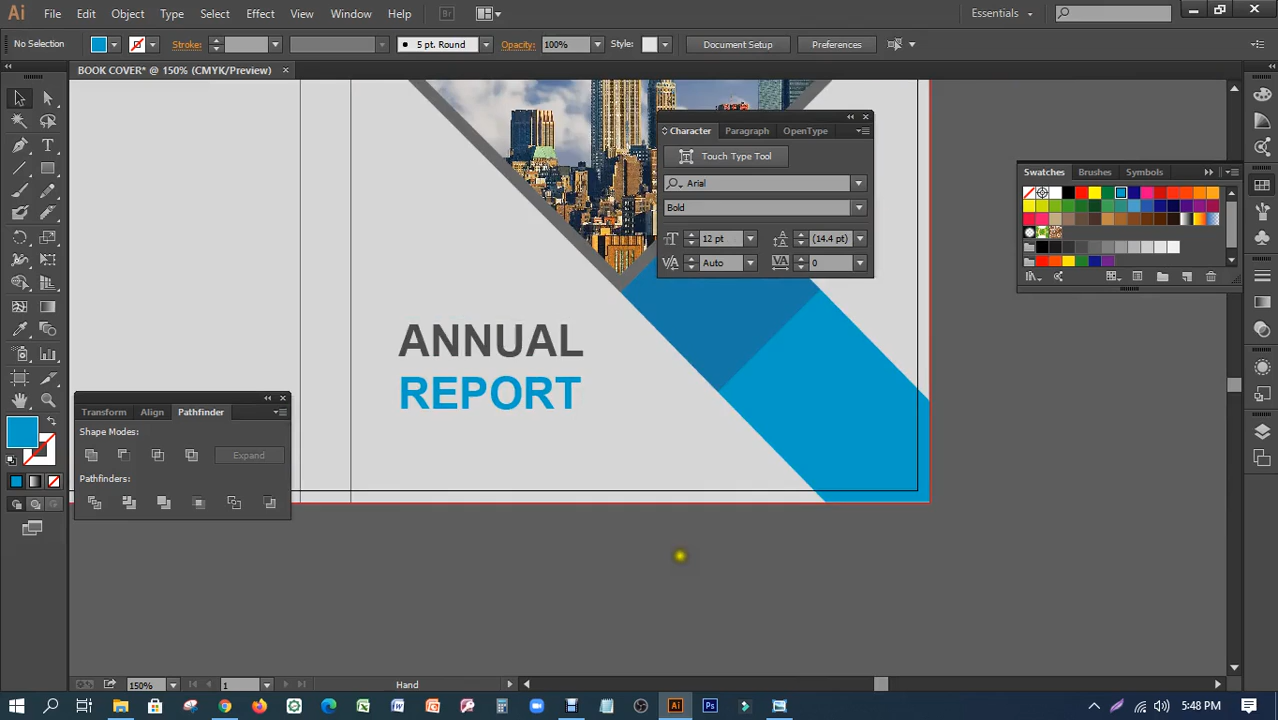 Ai File Edit Object Type Select Effect View Window Help Br Essentials
No Selection Stroke: 5 pt. Round Opacity: 100% Style: Document Setup Preferences
BOOK COVER* @ 150% (CMYK/Preview)
Character Paragraph OpenType
Touch Type Tool
Arial
Bold
12 pt (14.4 pt)
Auto 0
Swatches Brushes Symbols
ANNUAL
REPORT
Transform Align Pathfinder
Shape Modes:
Expand
Pathfinders:
150% 1 Hand
Ai Ps 5:48 PM